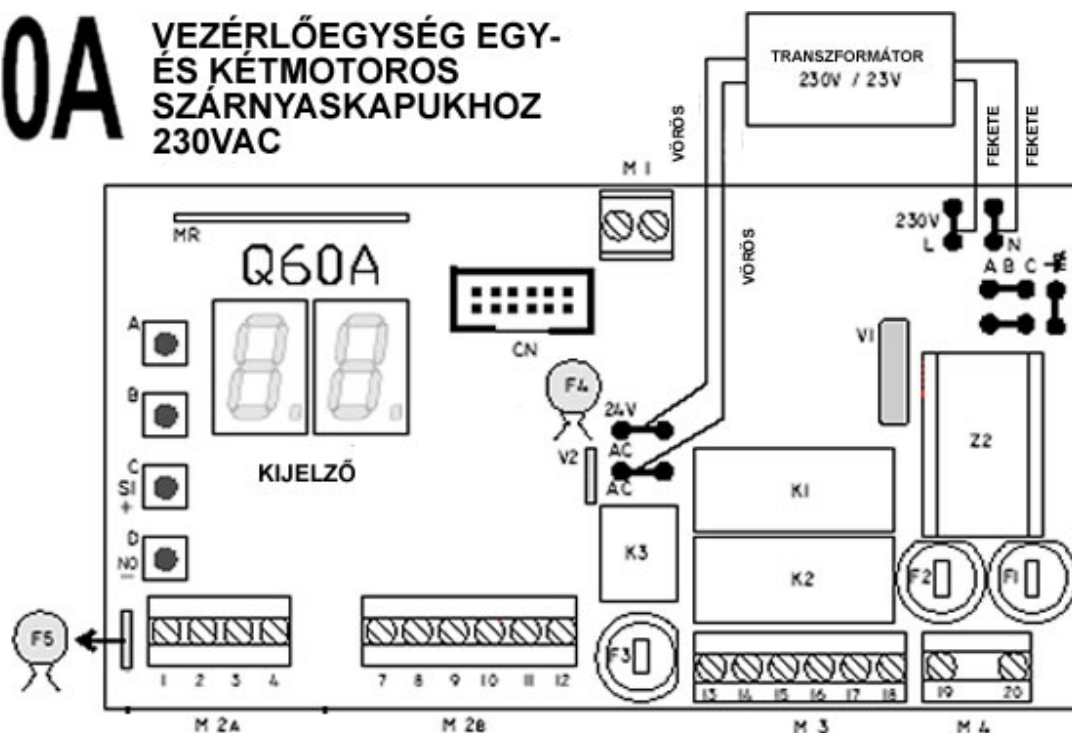 0A
VEZÉRLŐEGYSÉG EGY-
ÉS KÉTMOTOROS
SZÁRNYASKAPUKHOZ
230VAC
TRANSZFORMÁTOR
230V / 23V
VÖRÖS
VÖRÖS
FEKETE
FEKETE
M 1
230V
L
N
A B C
MR
Q60A
CN
A
B
C
S1
+
D
NO
–
KIJELZŐ
F4
24V
AC
AC
V2
V1
Z2
K1
K2
K3
F2
F1
F3
F5
1 2 3 4
7 8 9 10 11 12
13 14 15 16 17 18
19 20
M 2A
M 2B
M 3
M 4